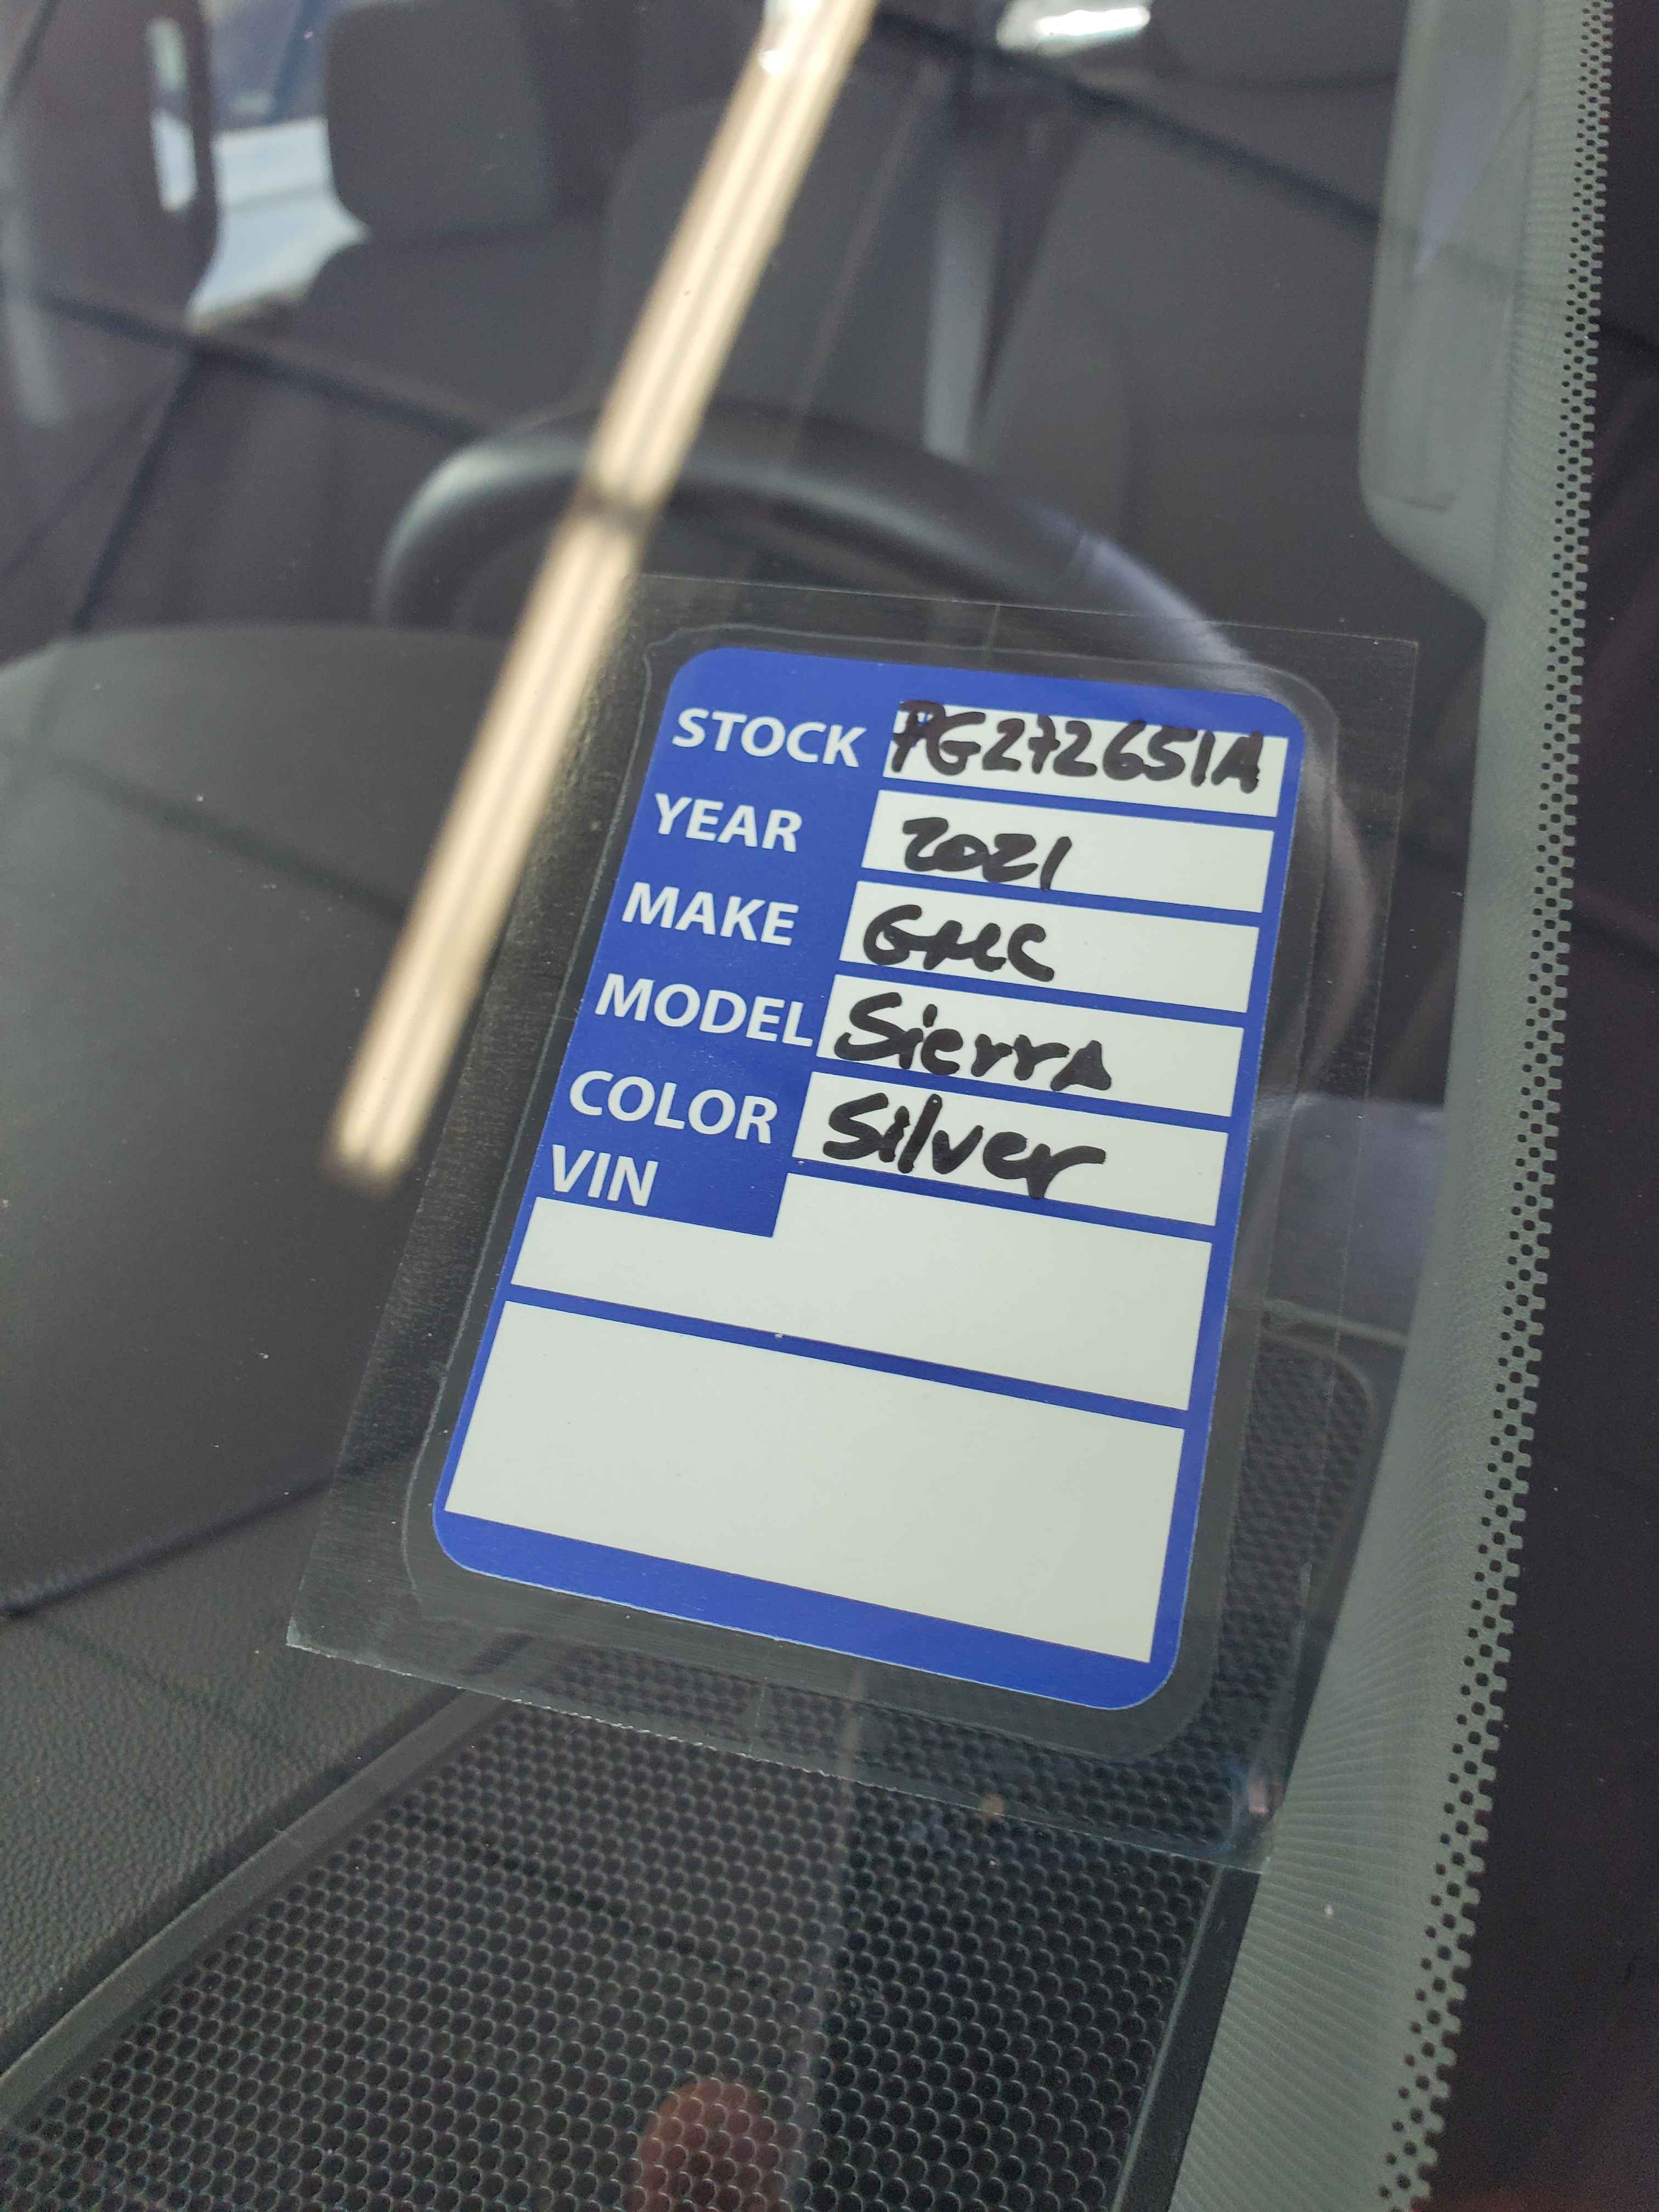 STOCK PG272651A
YEAR 2021
MAKE GMC
MODEL Sierra
COLOR Silver
VIN